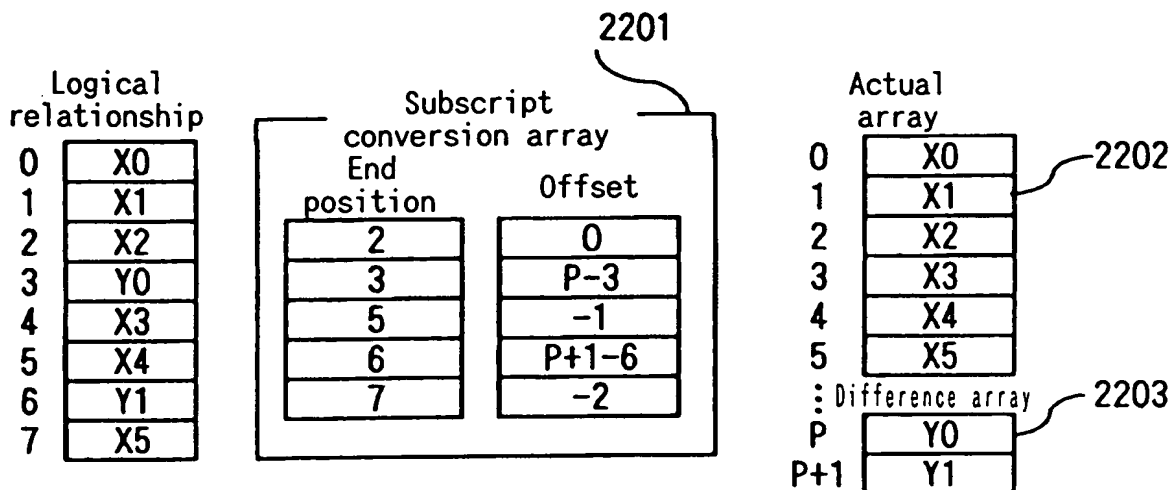 2201
Logical
relationship
0 X0
1 X1
2 X2
3 Y0
4 X3
5 X4
6 Y1
7 X5
Subscript
conversion array
End
position
Offset
2 0
3 P-3
5 -1
6 P+1-6
7 -2
Actual
array
0 X0
2202
1 X1
2 X2
3 X3
4 X4
5 X5
Difference array
2203
P Y0
P+1 Y1